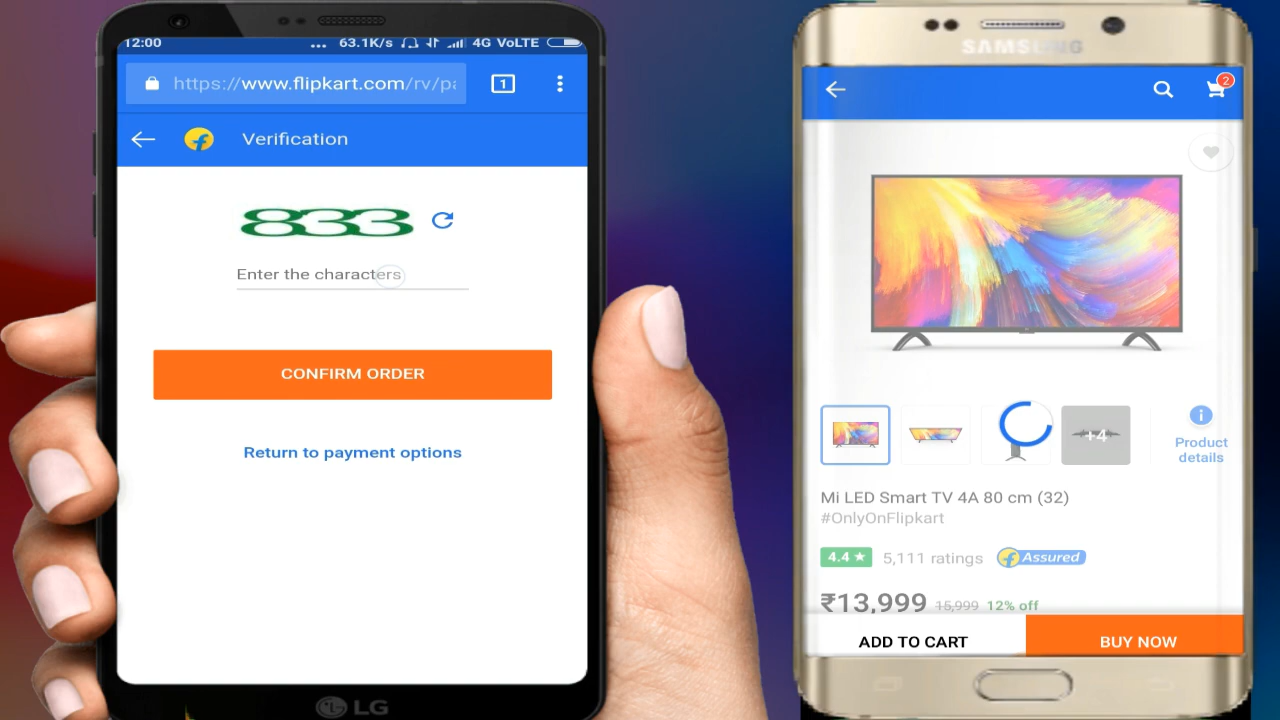 12:00 ... 63.1K/s 4G VoLTE
https://www.flipkart.com/rv/pa
1
Verification
833
Enter the characters
CONFIRM ORDER
Return to payment options
LG
SAMSUNG
2
+4
Product
details
Mi LED Smart TV 4A 80 cm (32)
#OnlyOnFlipkart
4.4 ★ 5,111 ratings Assured
₹13,999 15,999 12% off
ADD TO CART BUY NOW